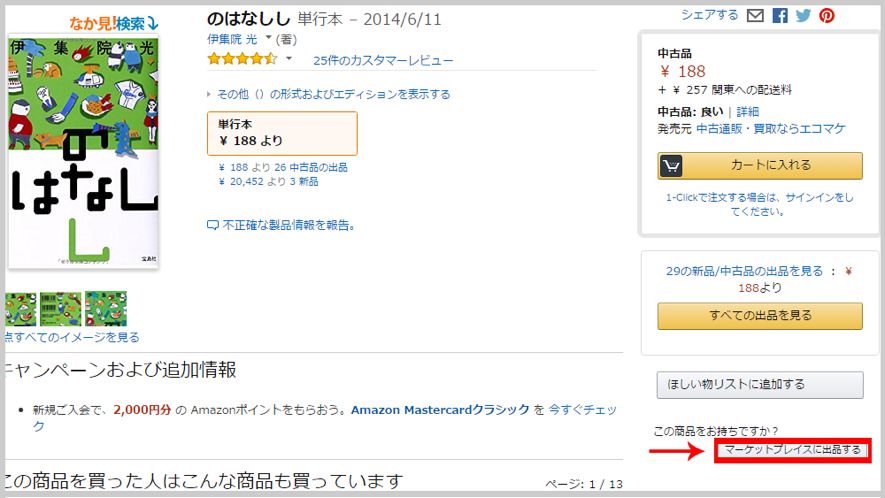 なか見!検索
伊集院光
のはなし
し
宝島社
点すべてのイメージを見る
のはなしし 単行本 – 2014/6/11
伊集院 光 (著)
25件のカスタマーレビュー
その他 () の形式およびエディションを表示する
単行本
¥ 188 より
¥ 188 より 26 中古品の出品
¥ 20,452 より 3 新品
不正確な製品情報を報告。
シェアする
中古品
¥ 188
+ ¥ 257 関東への配送料
中古品: 良い | 詳細
発売元 中古通販・買取ならエコマケ
カートに入れる
1-Clickで注文する場合は、サインインをし
てください。
29の新品/中古品の出品を見る : ¥
188より
すべての出品を見る
ほしい物リストに追加する
この商品をお持ちですか?
マーケットプレイスに出品する
キャンペーンおよび追加情報
• 新規ご入会で、2,000円分 の Amazonポイントをもらおう。Amazon Mastercardクラシック を 今すぐチェッ
ク
この商品を買った人はこんな商品も買っています
ページ: 1 / 13